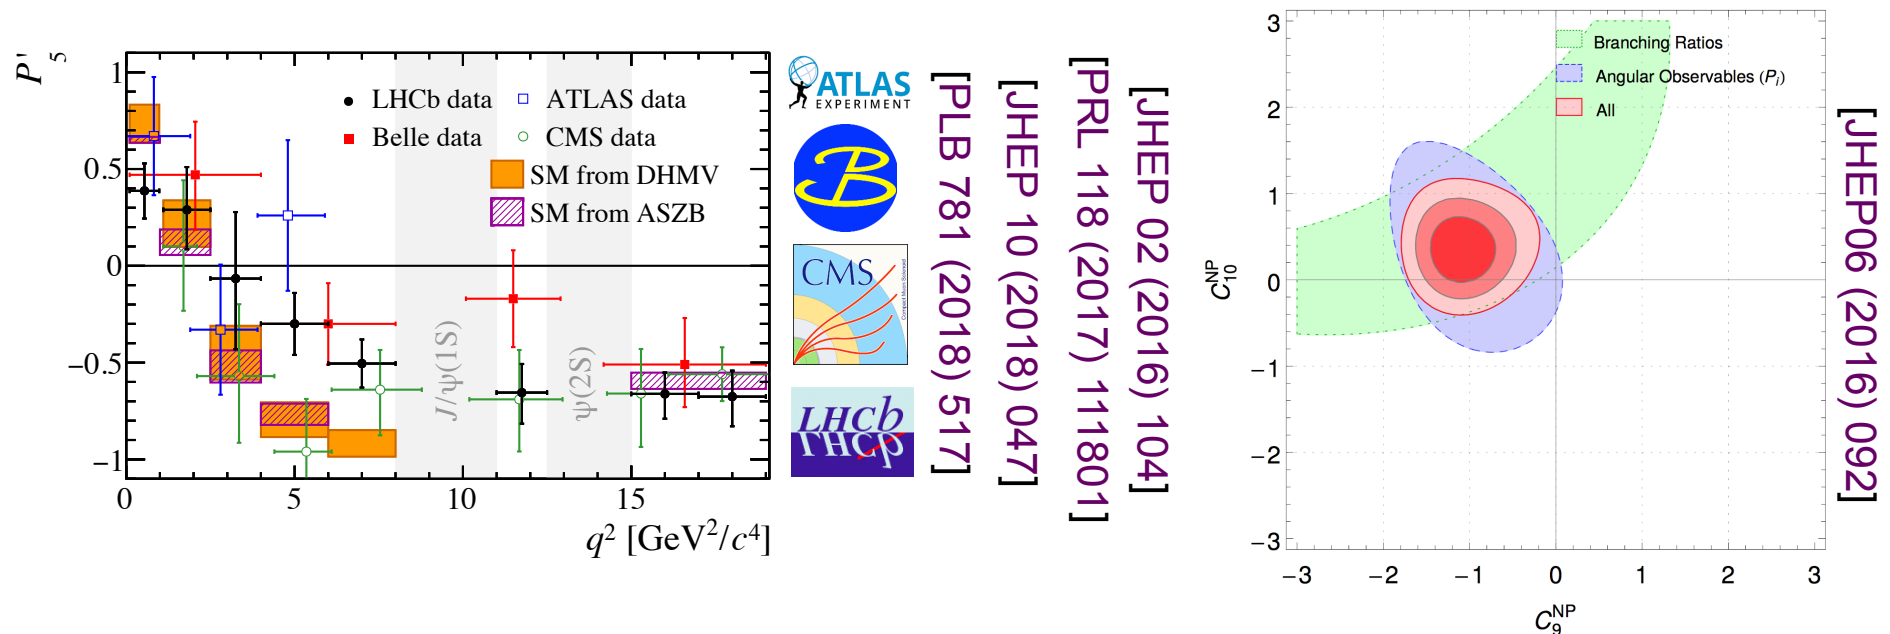 P'5
1
0.5
0
−0.5
−1
LHCb data
Belle data
ATLAS data
CMS data
SM from DHMV
SM from ASZB
J/ψ(1S)
ψ(2S)
0
5
10
15
q² [GeV²/c⁴]
ATLAS
EXPERIMENT
B
CMS
Compact Muon Solenoid
LHCb
LHCb
[PLB 781 (2018) 517]
[JHEP 10 (2018) 047]
[PRL 118 (2017) 111801]
[JHEP 02 (2016) 104]
Branching Ratios
Angular Observables (Pᵢ)
All
3
2
1
0
−1
−2
−3
C₁₀ᴺᴾ
−3
−2
−1
0
1
2
3
C₉ᴺᴾ
[JHEP06 (2016) 092]